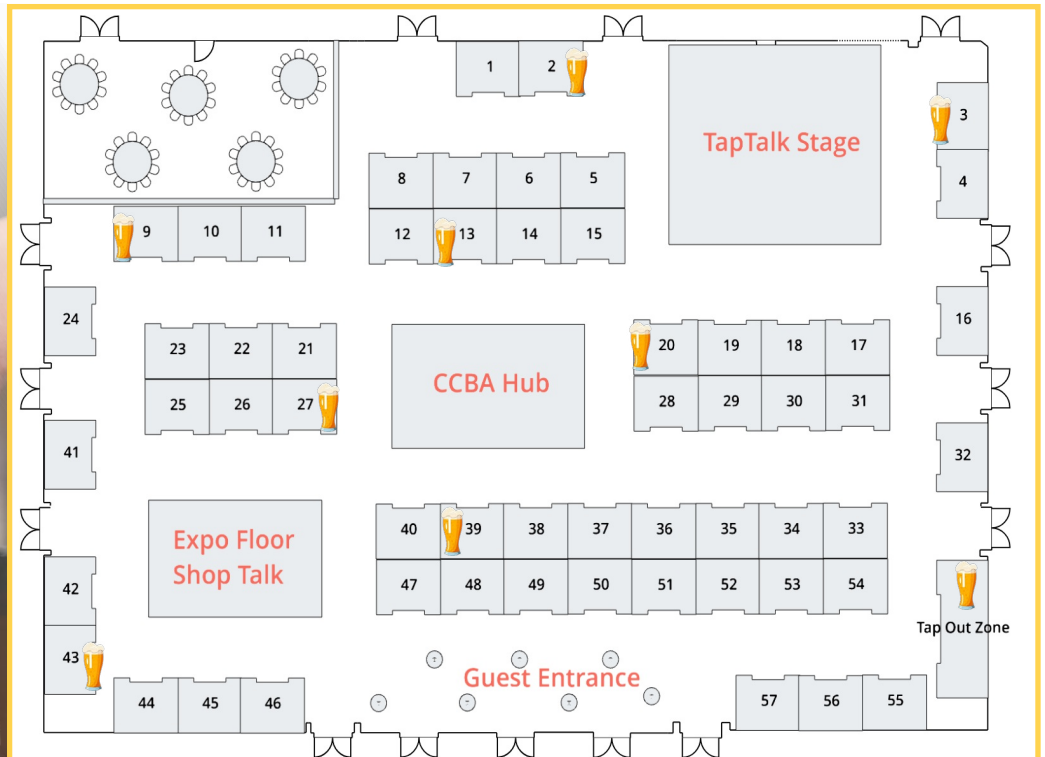 1 2
3
TapTalk Stage
8 7 6 5
4
12 13 14 15
9 10 11
24
16
23 22 21
20 19 18 17
CCBA Hub
25 26 27
28 29 30 31
41
32
40 39 38 37 36 35 34 33
Expo Floor
Shop Talk
47 48 49 50 51 52 53 54
42
Tap Out Zone
43
Guest Entrance
44 45 46
57 56 55